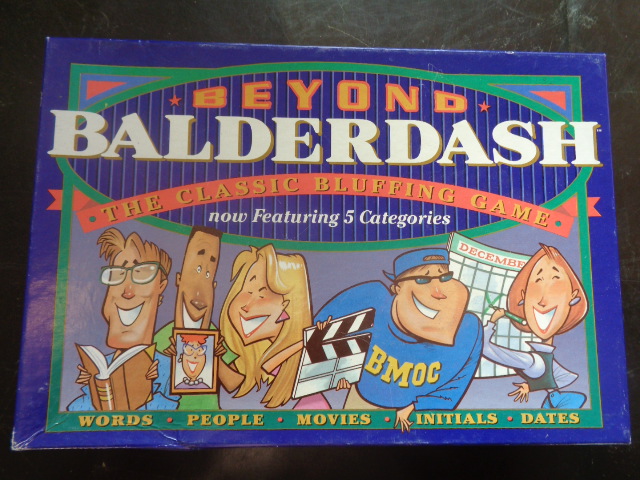 BEYOND
BALDERDASH
THE CLASSIC BLUFFING GAME
now Featuring 5 Categories
DECEMBER
BMOC
WORDS • PEOPLE • MOVIES • INITIALS • DATES